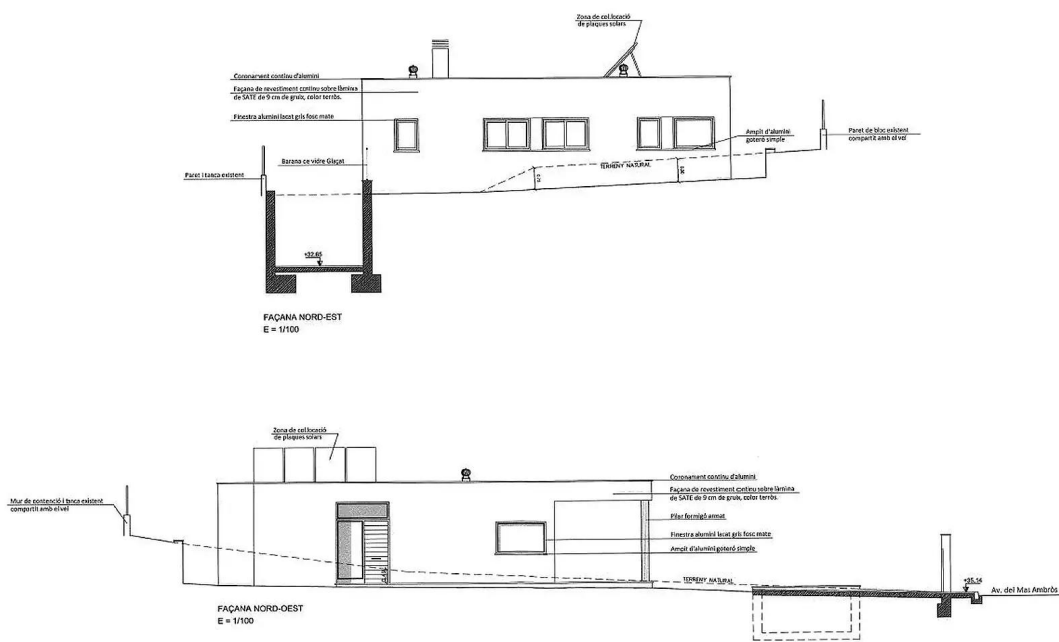 Zona de col.locació
de plaques solars
Coronament continu d'alumini
Façana de revestiment continu sobre làmina
de SATE de 9 cm de gruix, color terròs.
Finestra alumini lacat gris fosc mate
Ampit d'alumini
goteró simple
Paret de bloc existent
compartit amb el veí
Barana de vidre Glaçat
TERRENY NATURAL
Paret i tanca existent
+32.65
FAÇANA NORD-EST
E = 1/100
Zona de col.locació
de plaques solars
Coronament continu d'alumini
Façana de revestiment continu sobre làmina
de SATE de 9 cm de gruix, color terròs.
Mur de contenció i tanca existent
compartit amb el veí
Pilar formigó armat
Finestra alumini lacat gris fosc mate
Ampit d'alumini goteró simple
TERRENY NATURAL
+35.14
Av. del Mas Ambròs
FAÇANA NORD-OEST
E = 1/100